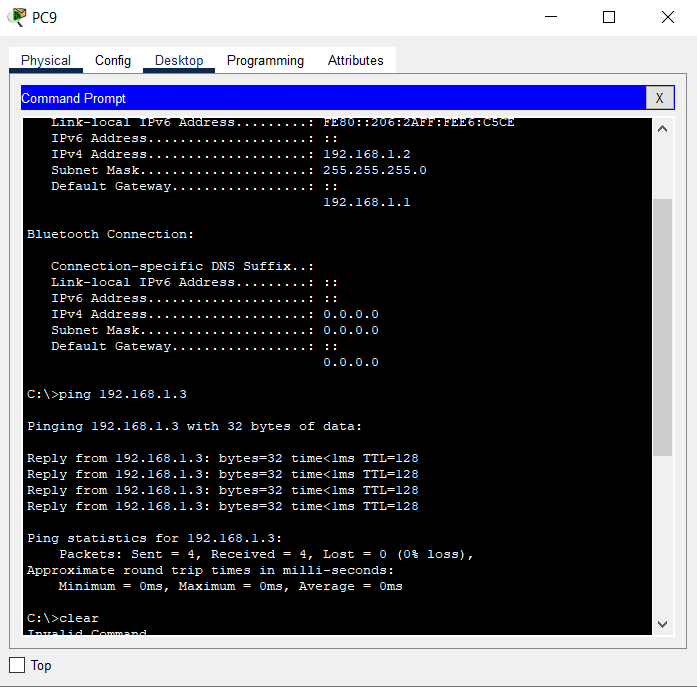 PC9
Physical Config Desktop Programming Attributes
Command Prompt X
Link-local IPv6 Address.........: FE80::206:2AFF:FEE6:C5CE
IPv6 Address....................: ::
IPv4 Address....................: 192.168.1.2
Subnet Mask.....................: 255.255.255.0
Default Gateway.................: ::
192.168.1.1
Bluetooth Connection:
Connection-specific DNS Suffix..:
Link-local IPv6 Address.........: ::
IPv6 Address....................: ::
IPv4 Address....................: 0.0.0.0
Subnet Mask.....................: 0.0.0.0
Default Gateway.................: ::
0.0.0.0
C:\>ping 192.168.1.3
Pinging 192.168.1.3 with 32 bytes of data:
Reply from 192.168.1.3: bytes=32 time<1ms TTL=128
Reply from 192.168.1.3: bytes=32 time<1ms TTL=128
Reply from 192.168.1.3: bytes=32 time<1ms TTL=128
Reply from 192.168.1.3: bytes=32 time<1ms TTL=128
Ping statistics for 192.168.1.3:
Packets: Sent = 4, Received = 4, Lost = 0 (0% loss),
Approximate round trip times in milli-seconds:
Minimum = 0ms, Maximum = 0ms, Average = 0ms
C:\>clear
Invalid Command
Top